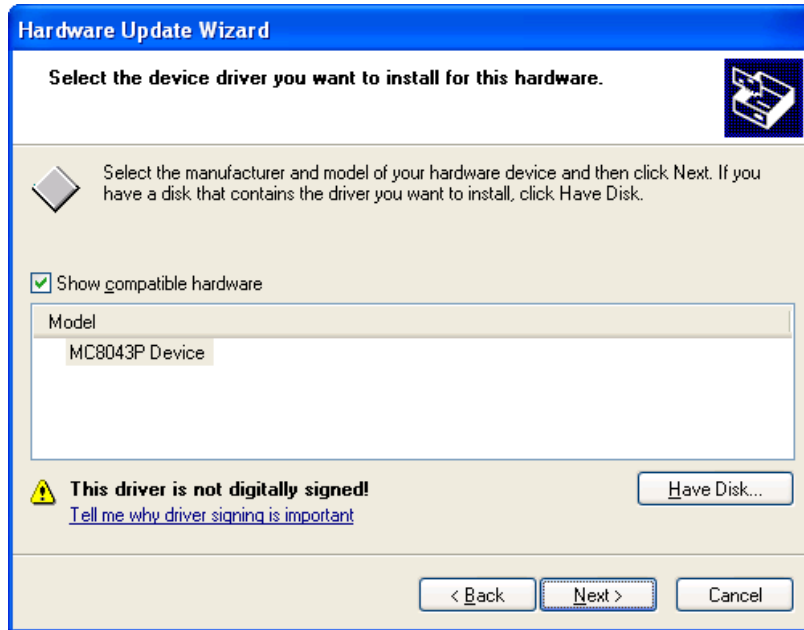 Hardware Update Wizard
Select the device driver you want to install for this hardware.
Select the manufacturer and model of your hardware device and then click Next. If you
have a disk that contains the driver you want to install, click Have Disk.
Show compatible hardware
Model
MC8043P Device
This driver is not digitally signed!
Have Disk...
Tell me why driver signing is important
< Back
Next >
Cancel